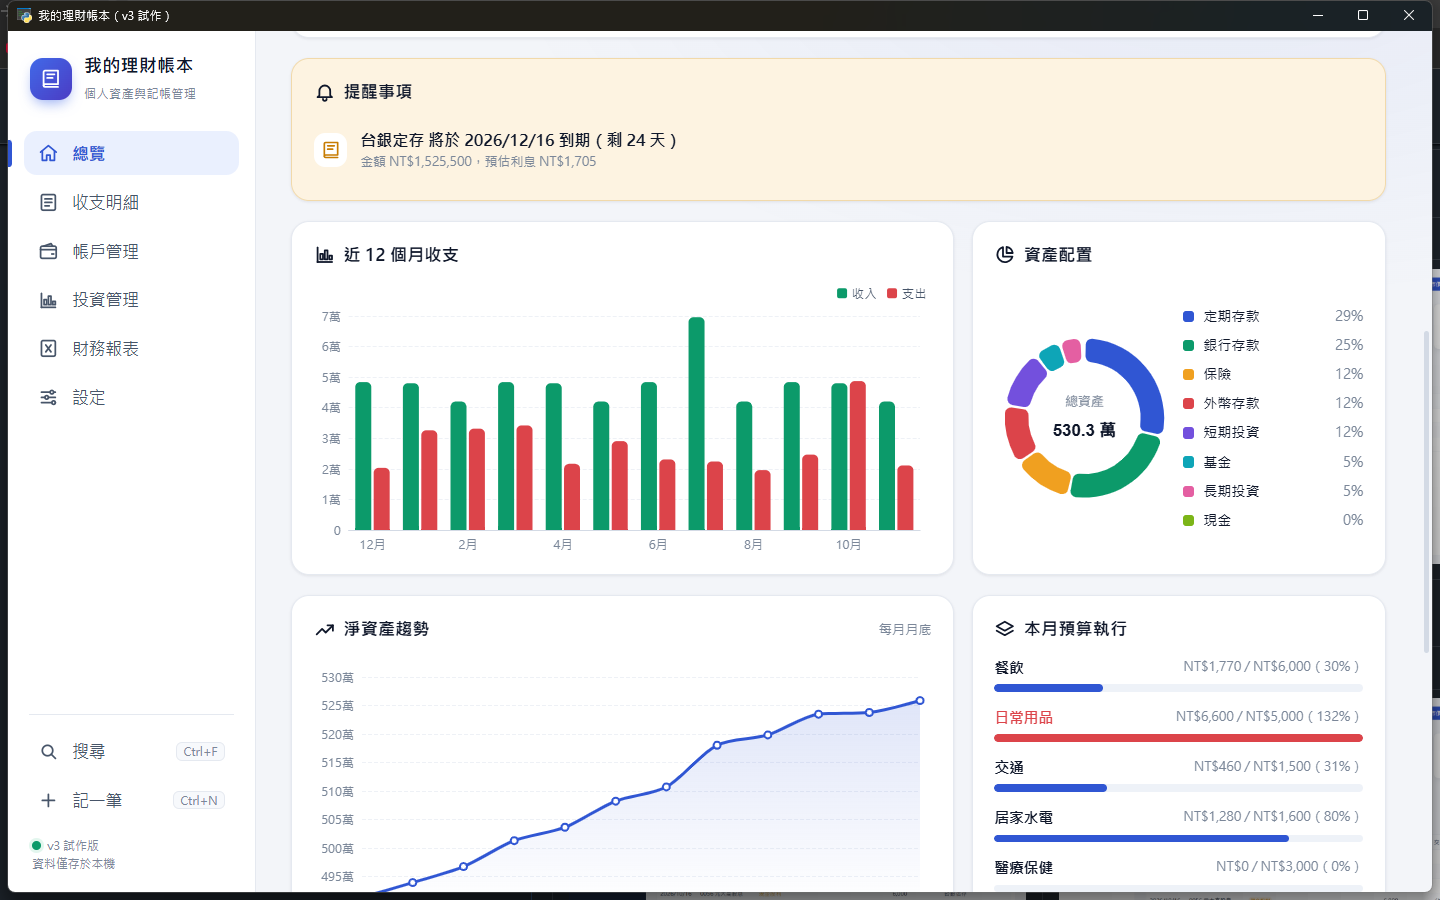 我的理財帳本（v3 試作）
我的理財帳本
個人資產與記帳管理
總覽
收支明細
帳戶管理
投資管理
財務報表
設定
搜尋 Ctrl+F
記一筆 Ctrl+N
v3 試作版
資料僅存於本機
提醒事項
台銀定存 將於 2026/12/16 到期（剩 24 天）
金額 NT$1,525,500，預估利息 NT$1,705
近 12 個月收支
收入 支出
7萬
6萬
5萬
4萬
3萬
2萬
1萬
0
12月 2月 4月 6月 8月 10月
資產配置
總資產
530.3 萬
定期存款 29%
銀行存款 25%
保險 12%
外幣存款 12%
短期投資 12%
基金 5%
長期投資 5%
現金 0%
淨資產趨勢 每月月底
530萬
525萬
520萬
515萬
510萬
505萬
500萬
495萬
本月預算執行
餐飲 NT$1,770 / NT$6,000（30%）
日常用品 NT$6,600 / NT$5,000（132%）
交通 NT$460 / NT$1,500（31%）
居家水電 NT$1,280 / NT$1,600（80%）
醫療保健 NT$0 / NT$3,000（0%）